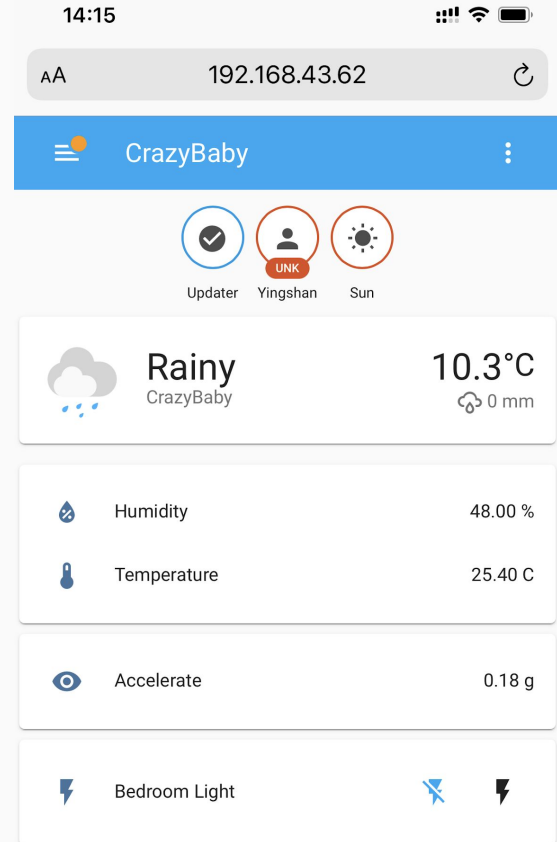 14:15
AA 192.168.43.62
CrazyBaby
UNK
Updater Yingshan Sun
Rainy 10.3°C
CrazyBaby 0 mm
Humidity 48.00 %
Temperature 25.40 C
Accelerate 0.18 g
Bedroom Light